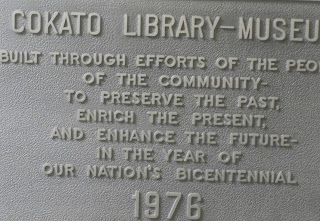 COKATO LIBRARY-MUSEU
BUILT THROUGH EFFORTS OF THE PEO
OF THE COMMUNITY-
TO PRESERVE THE PAST,
ENRICH THE PRESENT,
AND ENHANCE THE FUTURE-
IN THE YEAR OF
OUR NATION'S BICENTENNIAL
1976